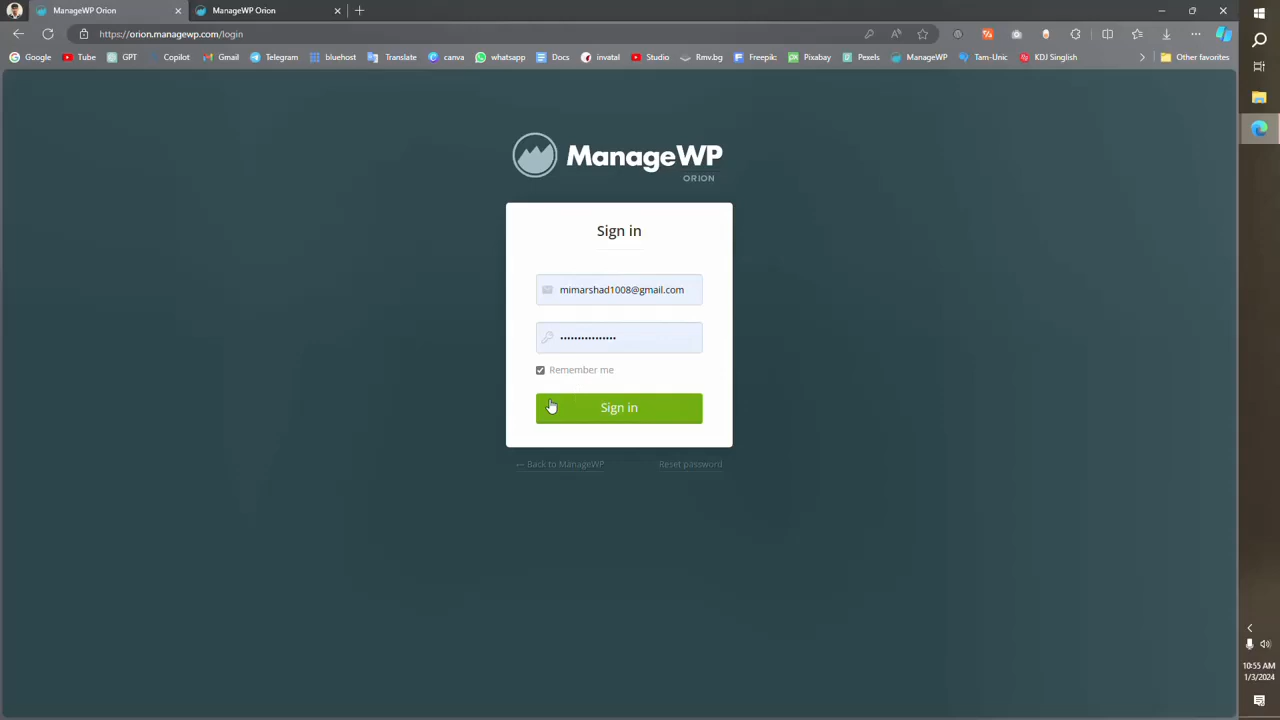 ManageWP Orion
ManageWP Orion
https://orion.managewp.com/login
Google
Tube
GPT
Copilot
Gmail
Telegram
bluehost
Translate
canva
whatsapp
Docs
invatal
Studio
Rmv.bg
Freepik:
Pixabay
Pexels
ManageWP
Tam-Unic
KDJ Singlish
Other favorites
ManageWP
ORION
Sign in
mimarshad1008@gmail.com
••••••••••••••••
Remember me
Sign in
← Back to ManageWP
Reset password
10:55 AM
1/3/2024